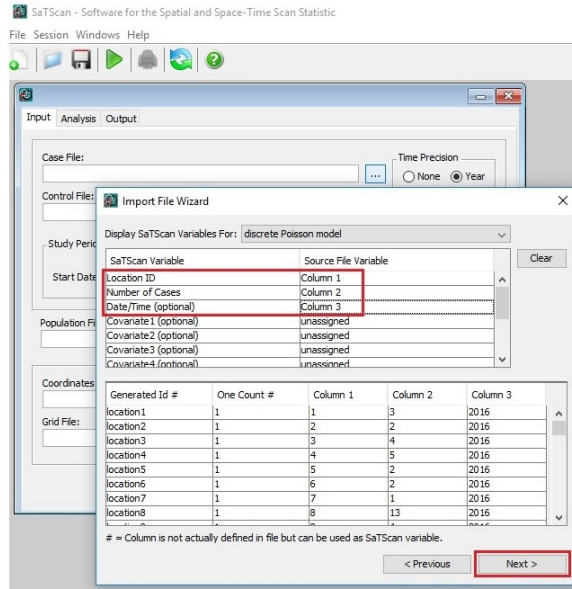 SaTScan - Software for the Spatial and Space-Time Scan Statistic
File Session Windows Help
Input Analysis Output
Case File:
...
Time Precision
None Year
Control File:
Import File Wizard
Display SaTScan Variables For: discrete Poisson model
Study Perio
SaTScan Variable Source File Variable
Clear
Start Date
Location ID Column 1
Number of Cases Column 2
Date/Time (optional) Column 3
Population Fi
Covariate1 (optional) unassigned
Covariate2 (optional) unassigned
Covariate3 (optional) unassigned
Covariate4 (optional) unassigned
Coordinates
Grid File:
Generated Id # One Count # Column 1 Column 2 Column 3
location1 1 1 3 2016
location2 1 2 2 2016
location3 1 3 4 2016
location4 1 4 5 2016
location5 1 5 2 2016
location6 1 6 2 2016
location7 1 7 1 2016
location8 1 8 13 2016
# = Column is not actually defined in file but can be used as SaTScan variable.
< Previous Next >